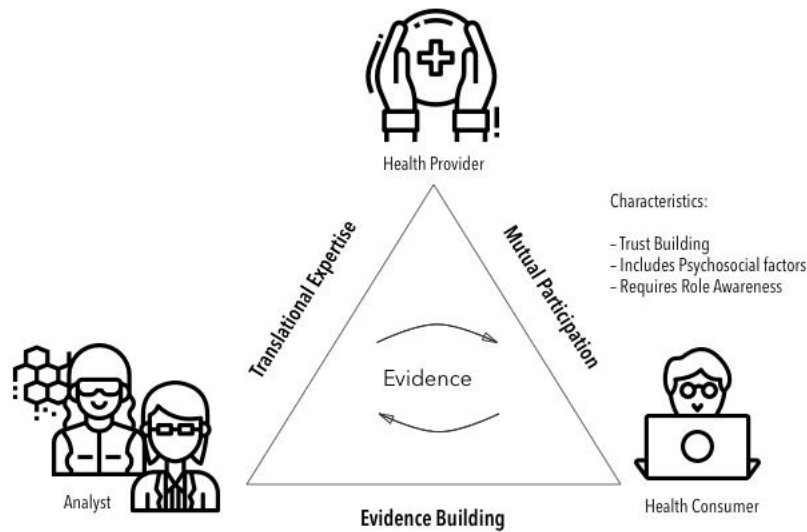 Health Provider
Translational Expertise
Mutual Participation
Characteristics:
– Trust Building
– Includes Psychosocial factors
– Requires Role Awareness
Evidence
Analyst
Evidence Building
Health Consumer